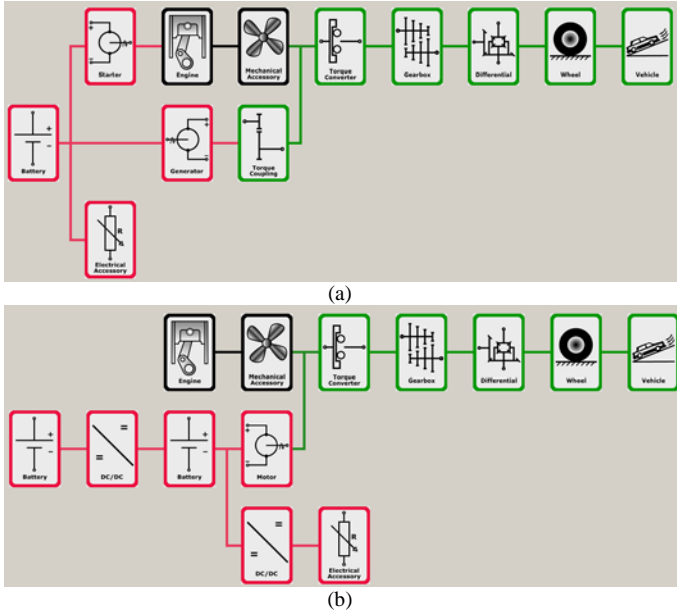 Starter
Engine
Mechanical
Accessory
Torque
Converter
Gearbox
Differential
Wheel
Vehicle
+
−
+
−
Battery
+
−
Generator
Torque
Coupling
R
Electrical
Accessory
(a)
Engine
Mechanical
Accessory
Torque
Converter
Gearbox
Differential
Wheel
Vehicle
+
−
Battery
=
=
DC/DC
+
−
Battery
+
−
Motor
=
=
DC/DC
R
Electrical
Accessory
(b)